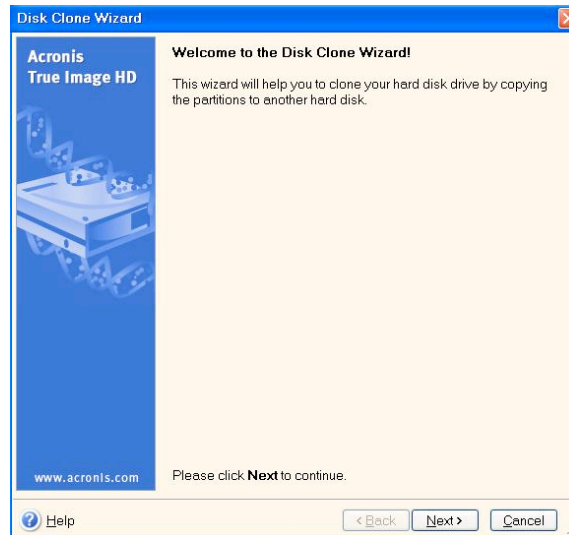 Disk Clone Wizard
Acronis
True Image HD
Welcome to the Disk Clone Wizard!
This wizard will help you to clone your hard disk drive by copying
the partitions to another hard disk.
www.acronis.com
Please click Next to continue.
Help
< Back
Next >
Cancel